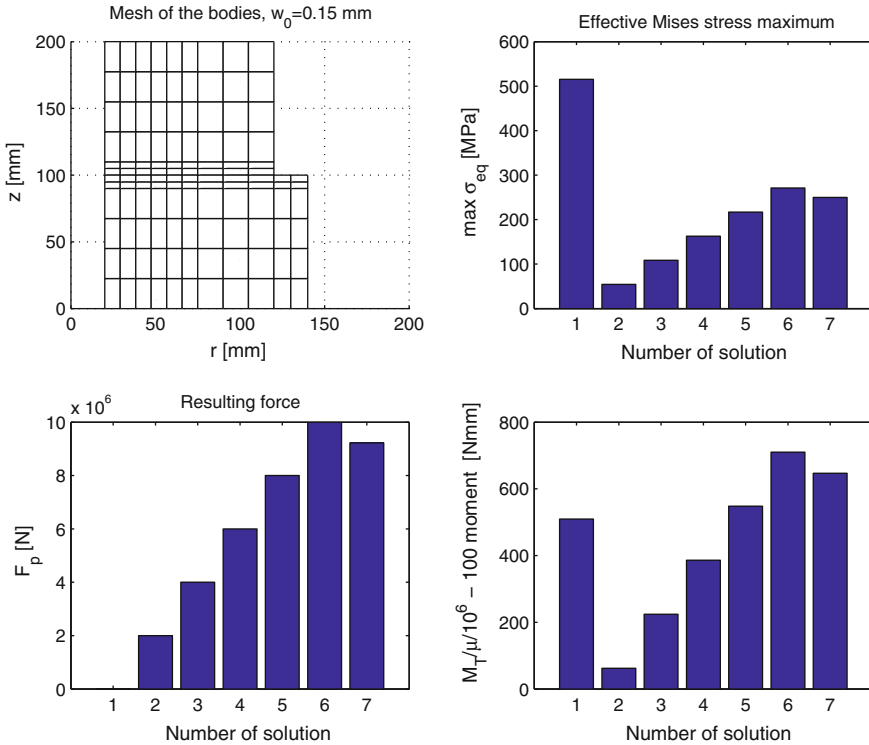 Mesh of the bodies, w_0=0.15 mm
200
150
100
50
0
z [mm]
0 50 100 150 200
r [mm]
Effective Mises stress maximum
600
500
400
300
200
100
0
max σ_eq [MPa]
1 2 3 4 5 6 7
Number of solution
Resulting force
x 10^6
10
8
6
4
2
0
F_p [N]
1 2 3 4 5 6 7
Number of solution
800
600
400
200
0
M_T/μ/10^6 − 100 moment [Nmm]
1 2 3 4 5 6 7
Number of solution